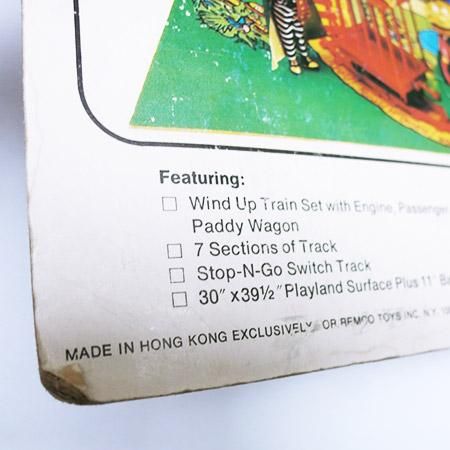 Featuring:
☐ Wind Up Train Set with Engine, Passenger
Paddy Wagon
☐ 7 Sections of Track
☐ Stop-N-Go Switch Track
☐ 30" x39½" Playland Surface Plus 11"
MADE IN HONG KONG EXCLUSIVELY OR REMCO TOYS INC. N.Y.